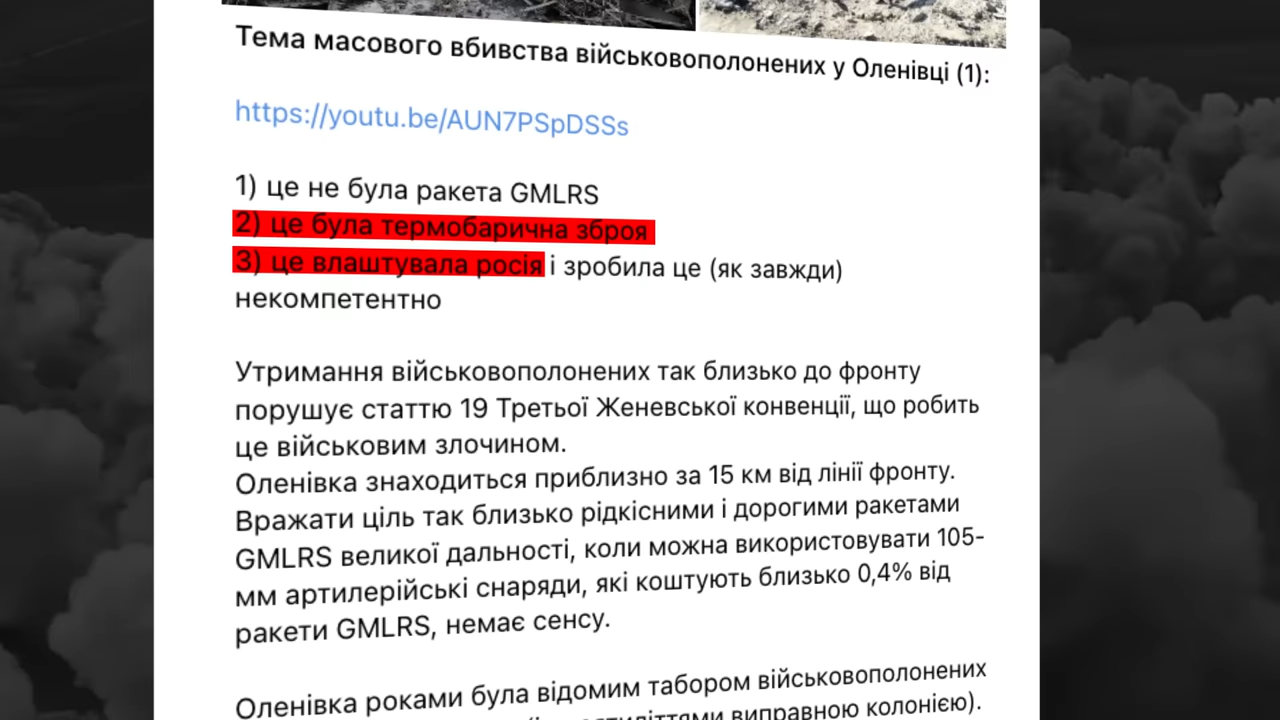 Тема масового вбивства військовополонених у Оленівці (1):
https://youtu.be/AUN7PSpDSSs
1) це не була ракета GMLRS
2) це була термобарична зброя
3) це влаштувала росія і зробила це (як завжди)
некомпетентно
Утримання військовополонених так близько до фронту
порушує статтю 19 Третьої Женевської конвенції, що робить
це військовим злочином.
Оленівка знаходиться приблизно за 15 км від лінії фронту.
Вражати ціль так близько рідкісними і дорогими ракетами
GMLRS великої дальності, коли можна використовувати 105-
мм артилерійські снаряди, які коштують близько 0,4% від
ракети GMLRS, немає сенсу.
Оленівка роками була відомим табором військовополонених
виправною колонією).